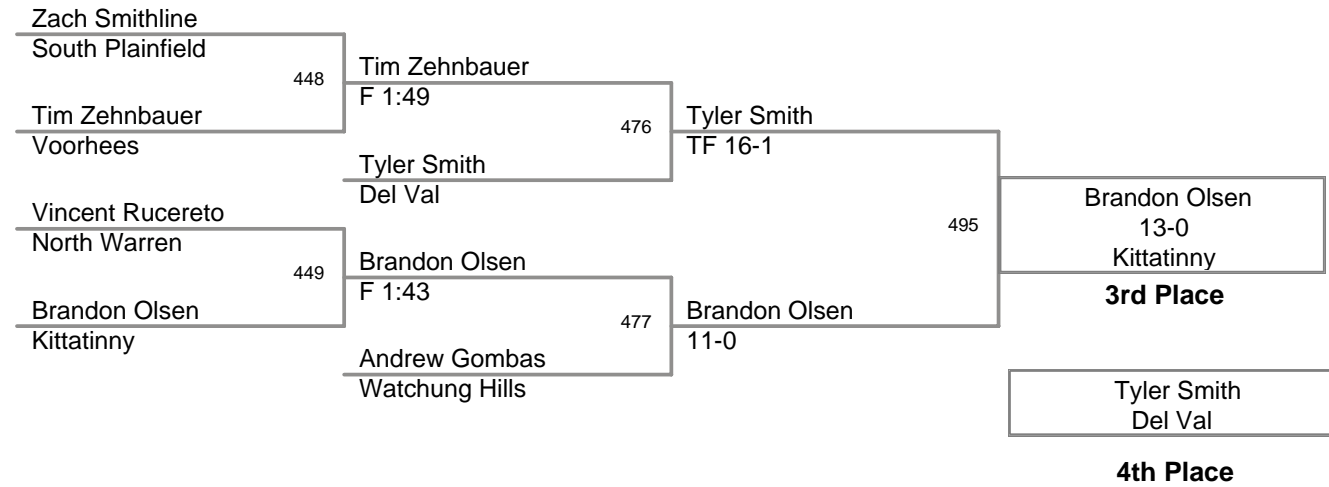 Zach Smithline
South Plainfield
448
Tim Zehnbauer
F 1:49
Tim Zehnbauer
Voorhees
476
Tyler Smith
TF 16-1
Tyler Smith
Del Val
Vincent Rucereto
North Warren
449
Brandon Olsen
F 1:43
Brandon Olsen
Kittatinny
477
Brandon Olsen
11-0
Andrew Gombas
Watchung Hills
495
Brandon Olsen
13-0
Kittatinny
3rd Place
Tyler Smith
Del Val
4th Place